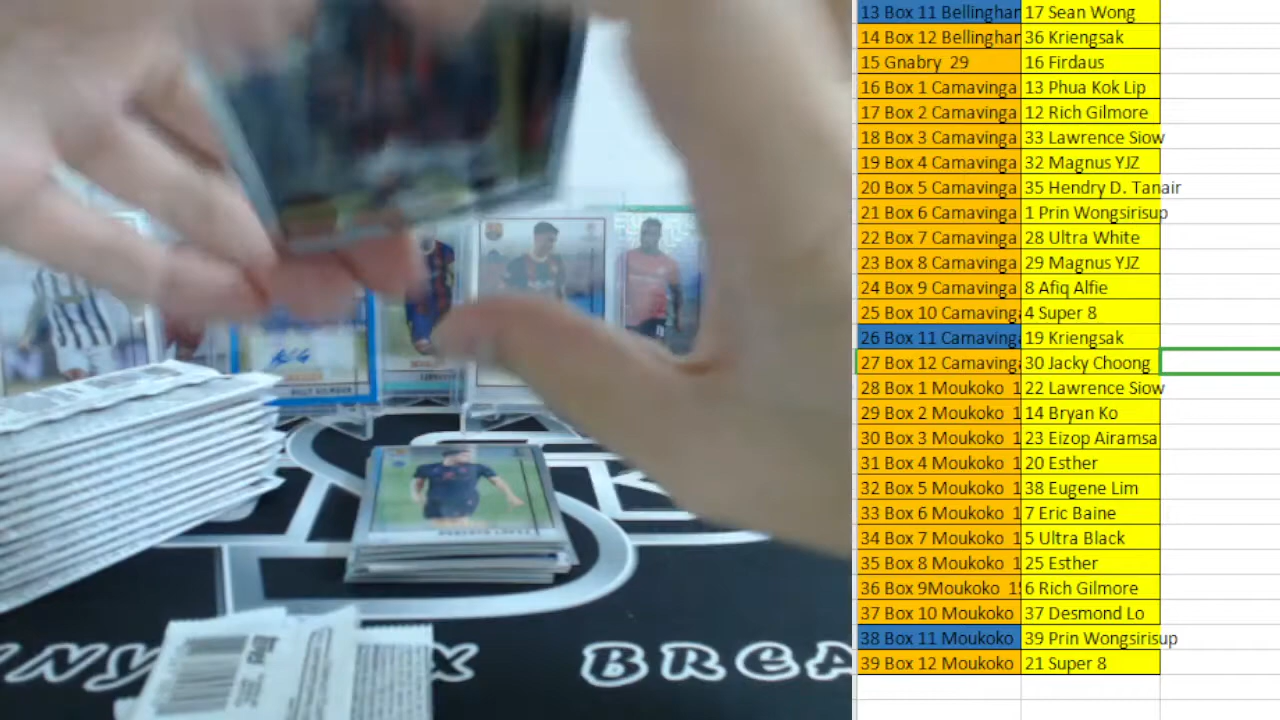 13 Box 11 Bellinghar 17 Sean Wong
14 Box 12 Bellinghar 36 Kriengsak
15 Gnabry 29 16 Firdaus
16 Box 1 Camavinga 13 Phua Kok Lip
17 Box 2 Camavinga 12 Rich Gilmore
18 Box 3 Camavinga 33 Lawrence Siow
19 Box 4 Camavinga 32 Magnus YJZ
20 Box 5 Camavinga 35 Hendry D. Tanair
21 Box 6 Camavinga 1 Prin Wongsirisup
22 Box 7 Camavinga 28 Ultra White
23 Box 8 Camavinga 29 Magnus YJZ
24 Box 9 Camavinga 8 Afiq Alfie
25 Box 10 Camavinga 4 Super 8
26 Box 11 Camavinga 19 Kriengsak
27 Box 12 Camavinga 30 Jacky Choong
28 Box 1 Moukoko 1 22 Lawrence Siow
29 Box 2 Moukoko 1 14 Bryan Ko
30 Box 3 Moukoko 1 23 Eizop Airamsa
31 Box 4 Moukoko 1 20 Esther
32 Box 5 Moukoko 1 38 Eugene Lim
33 Box 6 Moukoko 1 7 Eric Baine
34 Box 7 Moukoko 1 5 Ultra Black
35 Box 8 Moukoko 1 25 Esther
36 Box 9Moukoko 15 6 Rich Gilmore
37 Box 10 Moukoko 37 Desmond Lo
38 Box 11 Moukoko 39 Prin Wongsirisup
39 Box 12 Moukoko 21 Super 8
NY X BREA
Topps